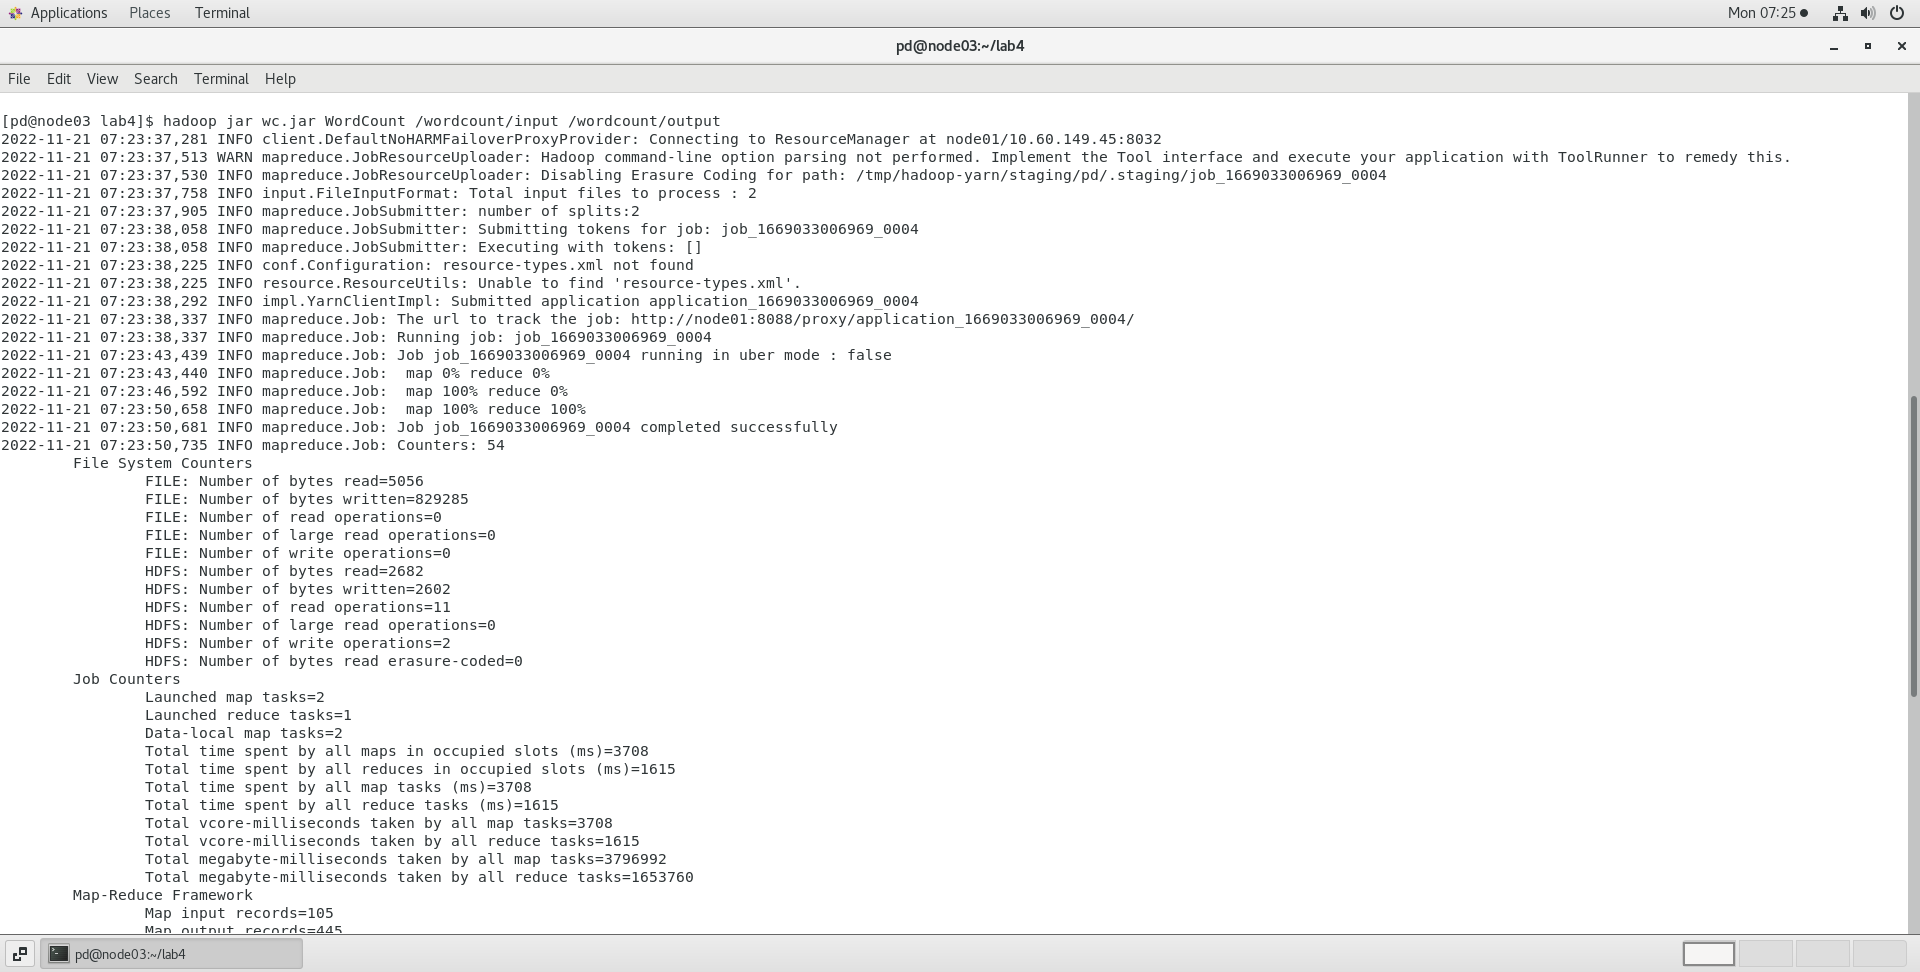 Applications Places Terminal Mon 07:25
pd@node03:~/lab4
File Edit View Search Terminal Help
[pd@node03 lab4]$ hadoop jar wc.jar WordCount /wordcount/input /wordcount/output
2022-11-21 07:23:37,281 INFO client.DefaultNoHARMFailoverProxyProvider: Connecting to ResourceManager at node01/10.60.149.45:8032
2022-11-21 07:23:37,513 WARN mapreduce.JobResourceUploader: Hadoop command-line option parsing not performed. Implement the Tool interface and execute your application with ToolRunner to remedy this.
2022-11-21 07:23:37,530 INFO mapreduce.JobResourceUploader: Disabling Erasure Coding for path: /tmp/hadoop-yarn/staging/pd/.staging/job_1669033006969_0004
2022-11-21 07:23:37,758 INFO input.FileInputFormat: Total input files to process : 2
2022-11-21 07:23:37,905 INFO mapreduce.JobSubmitter: number of splits:2
2022-11-21 07:23:38,058 INFO mapreduce.JobSubmitter: Submitting tokens for job: job_1669033006969_0004
2022-11-21 07:23:38,058 INFO mapreduce.JobSubmitter: Executing with tokens: []
2022-11-21 07:23:38,225 INFO conf.Configuration: resource-types.xml not found
2022-11-21 07:23:38,225 INFO resource.ResourceUtils: Unable to find 'resource-types.xml'.
2022-11-21 07:23:38,292 INFO impl.YarnClientImpl: Submitted application application_1669033006969_0004
2022-11-21 07:23:38,337 INFO mapreduce.Job: The url to track the job: http://node01:8088/proxy/application_1669033006969_0004/
2022-11-21 07:23:38,337 INFO mapreduce.Job: Running job: job_1669033006969_0004
2022-11-21 07:23:43,439 INFO mapreduce.Job: Job job_1669033006969_0004 running in uber mode : false
2022-11-21 07:23:43,440 INFO mapreduce.Job:  map 0% reduce 0%
2022-11-21 07:23:46,592 INFO mapreduce.Job:  map 100% reduce 0%
2022-11-21 07:23:50,658 INFO mapreduce.Job:  map 100% reduce 100%
2022-11-21 07:23:50,681 INFO mapreduce.Job: Job job_1669033006969_0004 completed successfully
2022-11-21 07:23:50,735 INFO mapreduce.Job: Counters: 54
File System Counters
FILE: Number of bytes read=5056
FILE: Number of bytes written=829285
FILE: Number of read operations=0
FILE: Number of large read operations=0
FILE: Number of write operations=0
HDFS: Number of bytes read=2682
HDFS: Number of bytes written=2602
HDFS: Number of read operations=11
HDFS: Number of large read operations=0
HDFS: Number of write operations=2
HDFS: Number of bytes read erasure-coded=0
Job Counters
Launched map tasks=2
Launched reduce tasks=1
Data-local map tasks=2
Total time spent by all maps in occupied slots (ms)=3708
Total time spent by all reduces in occupied slots (ms)=1615
Total time spent by all map tasks (ms)=3708
Total time spent by all reduce tasks (ms)=1615
Total vcore-milliseconds taken by all map tasks=3708
Total vcore-milliseconds taken by all reduce tasks=1615
Total megabyte-milliseconds taken by all map tasks=3796992
Total megabyte-milliseconds taken by all reduce tasks=1653760
Map-Reduce Framework
Map input records=105
Map output records=445
pd@node03:~/lab4